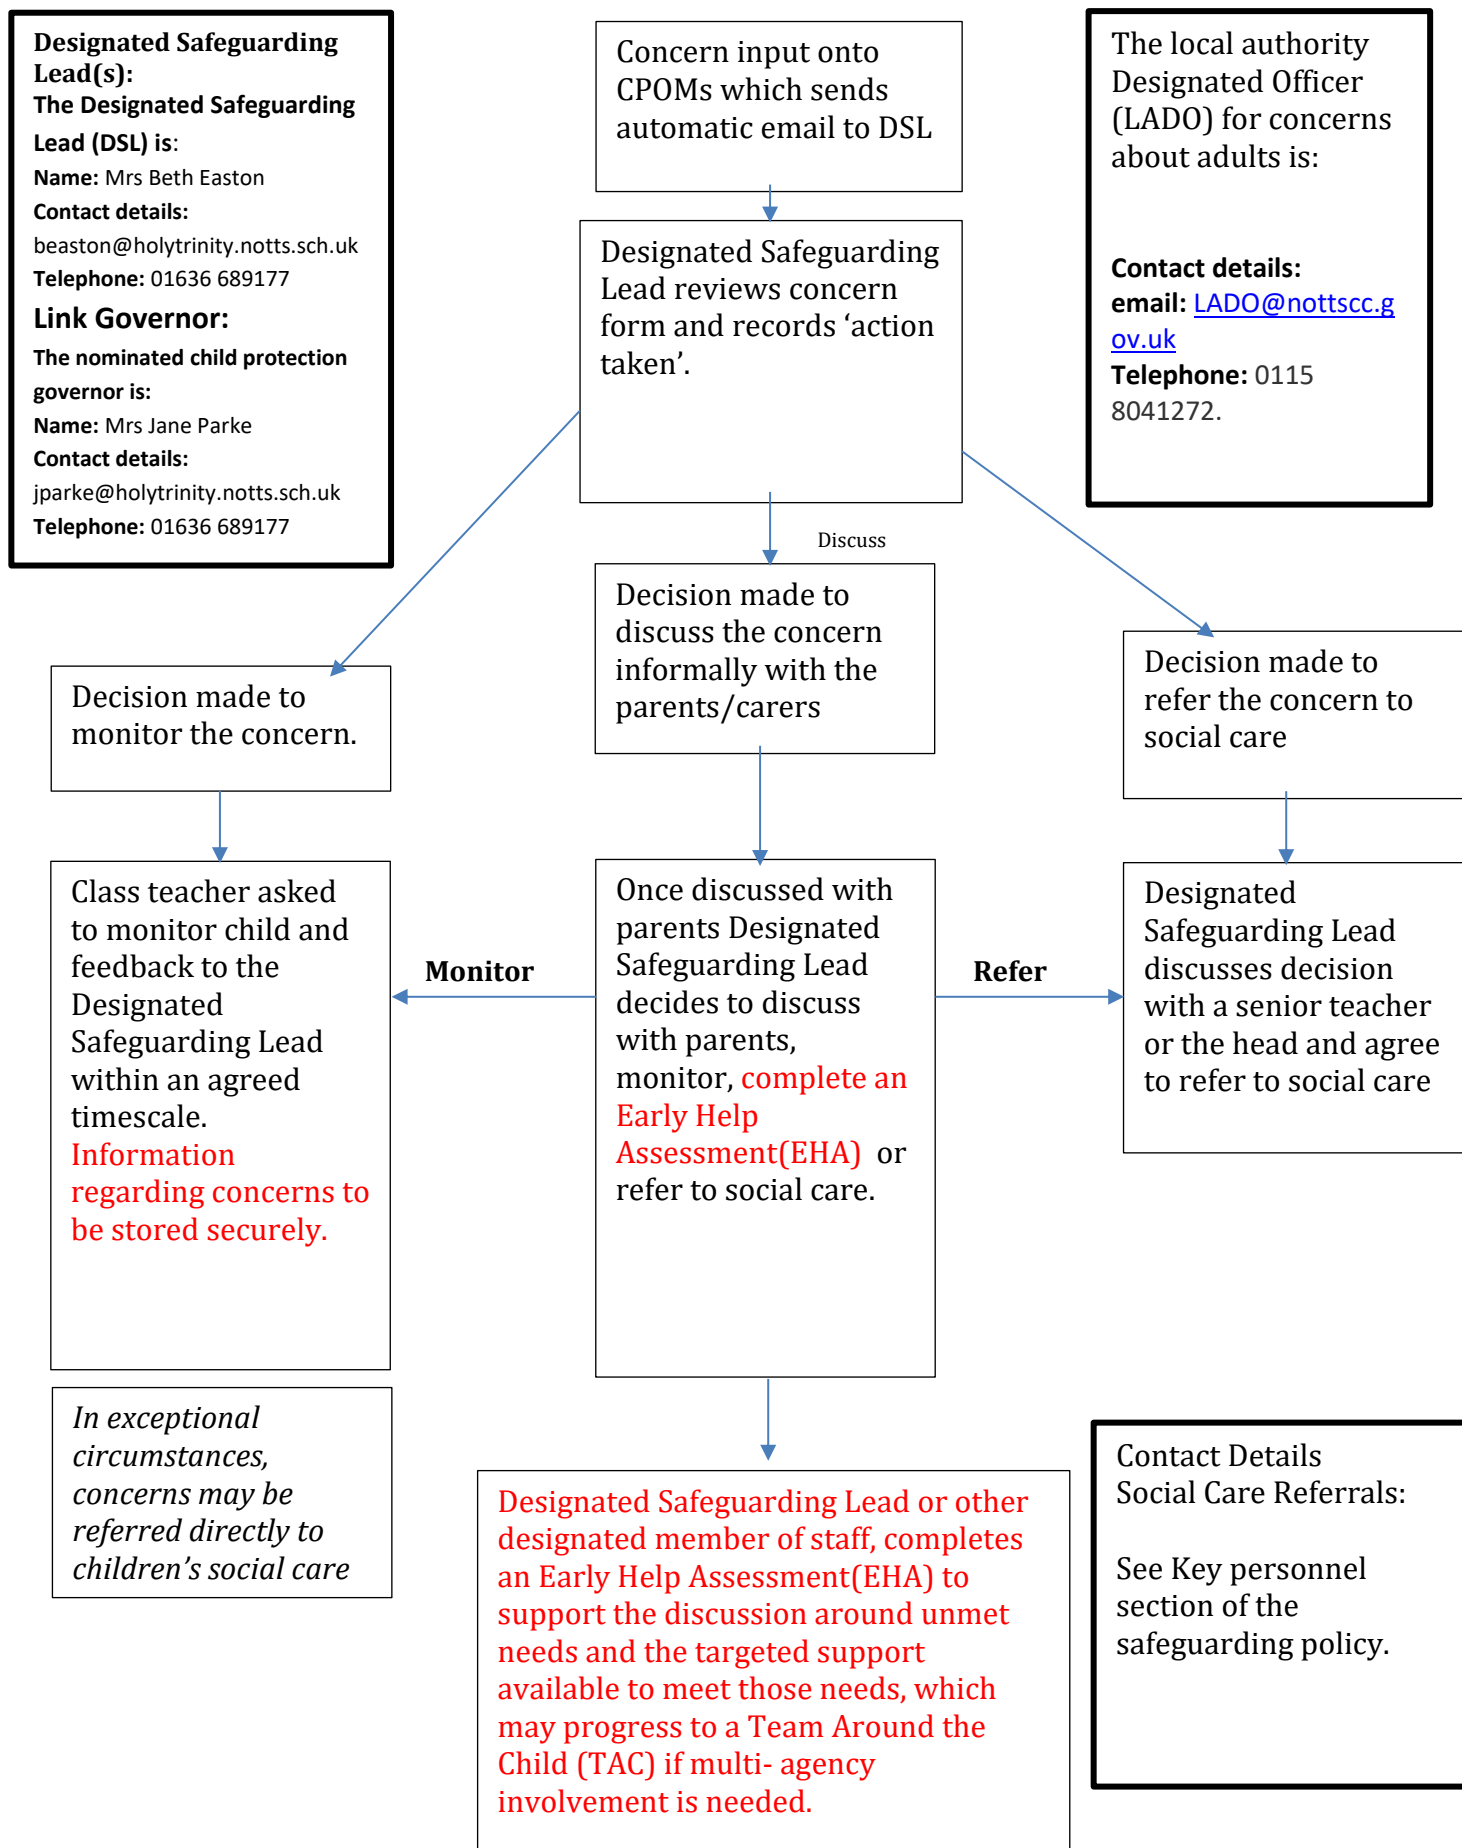 Designated Safeguarding
Lead(s):
The Designated Safeguarding
Lead (DSL) is:
Name: Mrs Beth Easton
Contact details:
beaston@holytrinity.notts.sch.uk
Telephone: 01636 689177
Link Governor:
The nominated child protection
governor is:
Name: Mrs Jane Parke
Contact details:
jparke@holytrinity.notts.sch.uk
Telephone: 01636 689177
Concern input onto
CPOMs which sends
automatic email to DSL
The local authority
Designated Officer
(LADO) for concerns
about adults is:
Contact details:
email: LADO@nottscc.g
ov.uk
Telephone: 0115
8041272.
Designated Safeguarding
Lead reviews concern
form and records ‘action
taken’.
Discuss
Decision made to
monitor the concern.
Decision made to
discuss the concern
informally with the
parents/carers
Decision made to
refer the concern to
social care
Class teacher asked
to monitor child and
feedback to the
Designated
Safeguarding Lead
within an agreed
timescale.
Information
regarding concerns to
be stored securely.
Monitor
Once discussed with
parents Designated
Safeguarding Lead
decides to discuss
with parents,
monitor, complete an
Early Help
Assessment(EHA) or
refer to social care.
Refer
Designated
Safeguarding Lead
discusses decision
with a senior teacher
or the head and agree
to refer to social care
In exceptional
circumstances,
concerns may be
referred directly to
children’s social care
Designated Safeguarding Lead or other
designated member of staff, completes
an Early Help Assessment(EHA) to
support the discussion around unmet
needs and the targeted support
available to meet those needs, which
may progress to a Team Around the
Child (TAC) if multi- agency
involvement is needed.
Contact Details
Social Care Referrals:
See Key personnel
section of the
safeguarding policy.